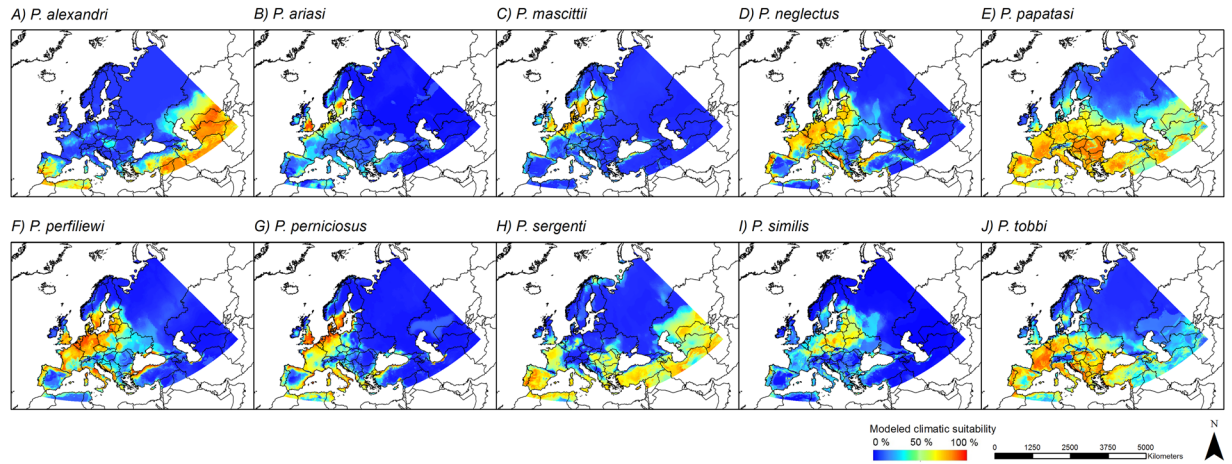 A) P. alexandri
B) P. ariasi
C) P. mascittii
D) P. neglectus
E) P. papatasi
F) P. perfiliewi
G) P. perniciosus
H) P. sergenti
I) P. similis
J) P. tobbi
Modeled climatic suitability
0 % 50 % 100 %
N
0 1250 2500 3750 5000
Kilometers